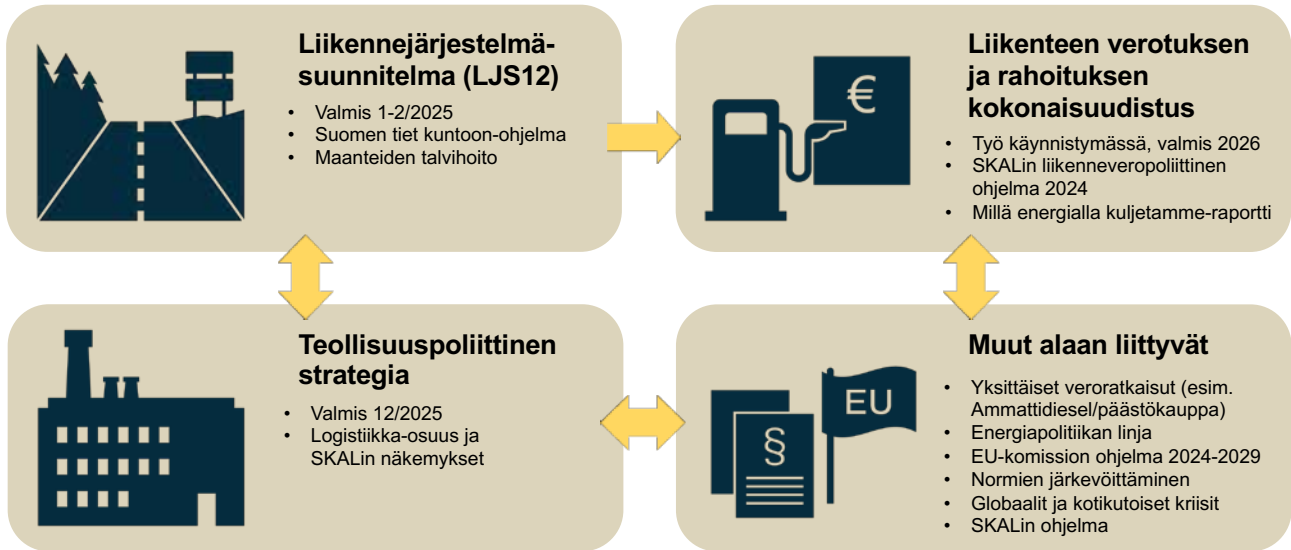 Liikennejärjestelmä-
suunnitelma (LJS12)
• Valmis 1-2/2025
• Suomen tiet kuntoon-ohjelma
• Maanteiden talvihoito
€
Liikenteen verotuksen
ja rahoituksen
kokonaisuudistus
• Työ käynnistymässä, valmis 2026
• SKALin liikenneveropoliittinen
ohjelma 2024
• Millä energialla kuljetamme-raportti
Teollisuuspoliittinen
strategia
• Valmis 12/2025
• Logistiikka-osuus ja
SKALin näkemykset
§
EU
Muut alaan liittyvät
• Yksittäiset veroratkaisut (esim.
Ammattidiesel/päästökauppa)
• Energiapolitiikan linja
• EU-komission ohjelma 2024-2029
• Normien järkevöittäminen
• Globaalit ja kotikutoiset kriisit
• SKALin ohjelma